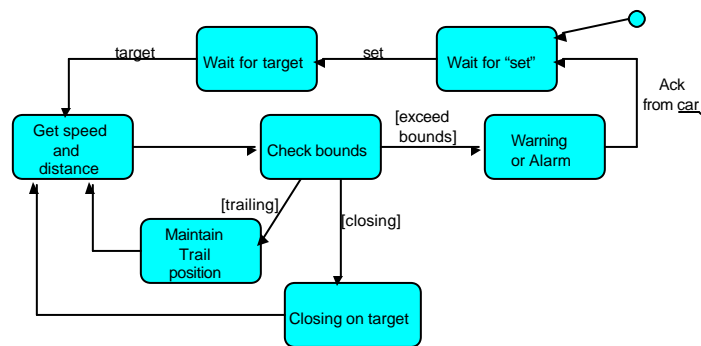 target
Wait for target
set
Wait for “set”
Ack
from car
Get speed
and
distance
Check bounds
[exceed
bounds]
Warning
or Alarm
[trailing]
[closing]
Maintain
Trail
position
Closing on target